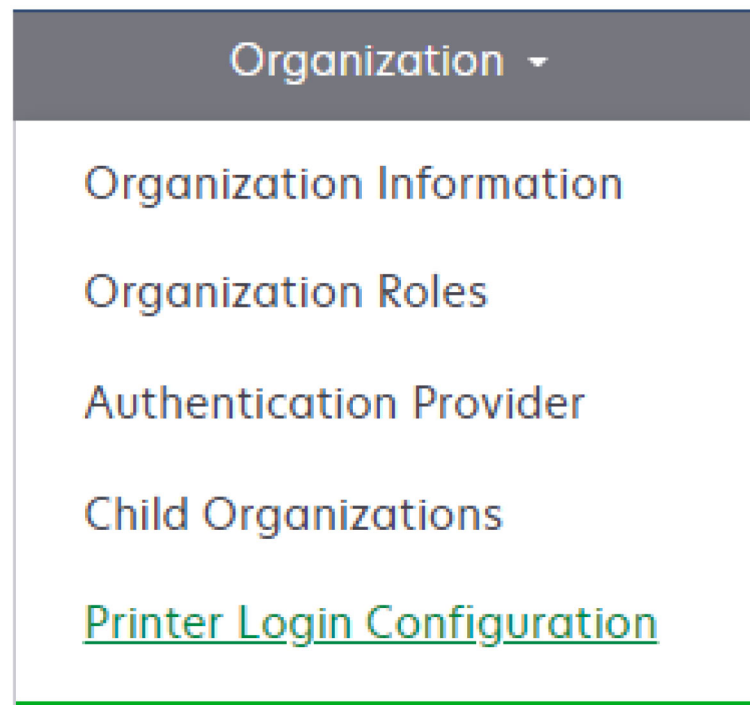 Organization
Organization Information
Organization Roles
Authentication Provider
Child Organizations
Printer Login Configuration